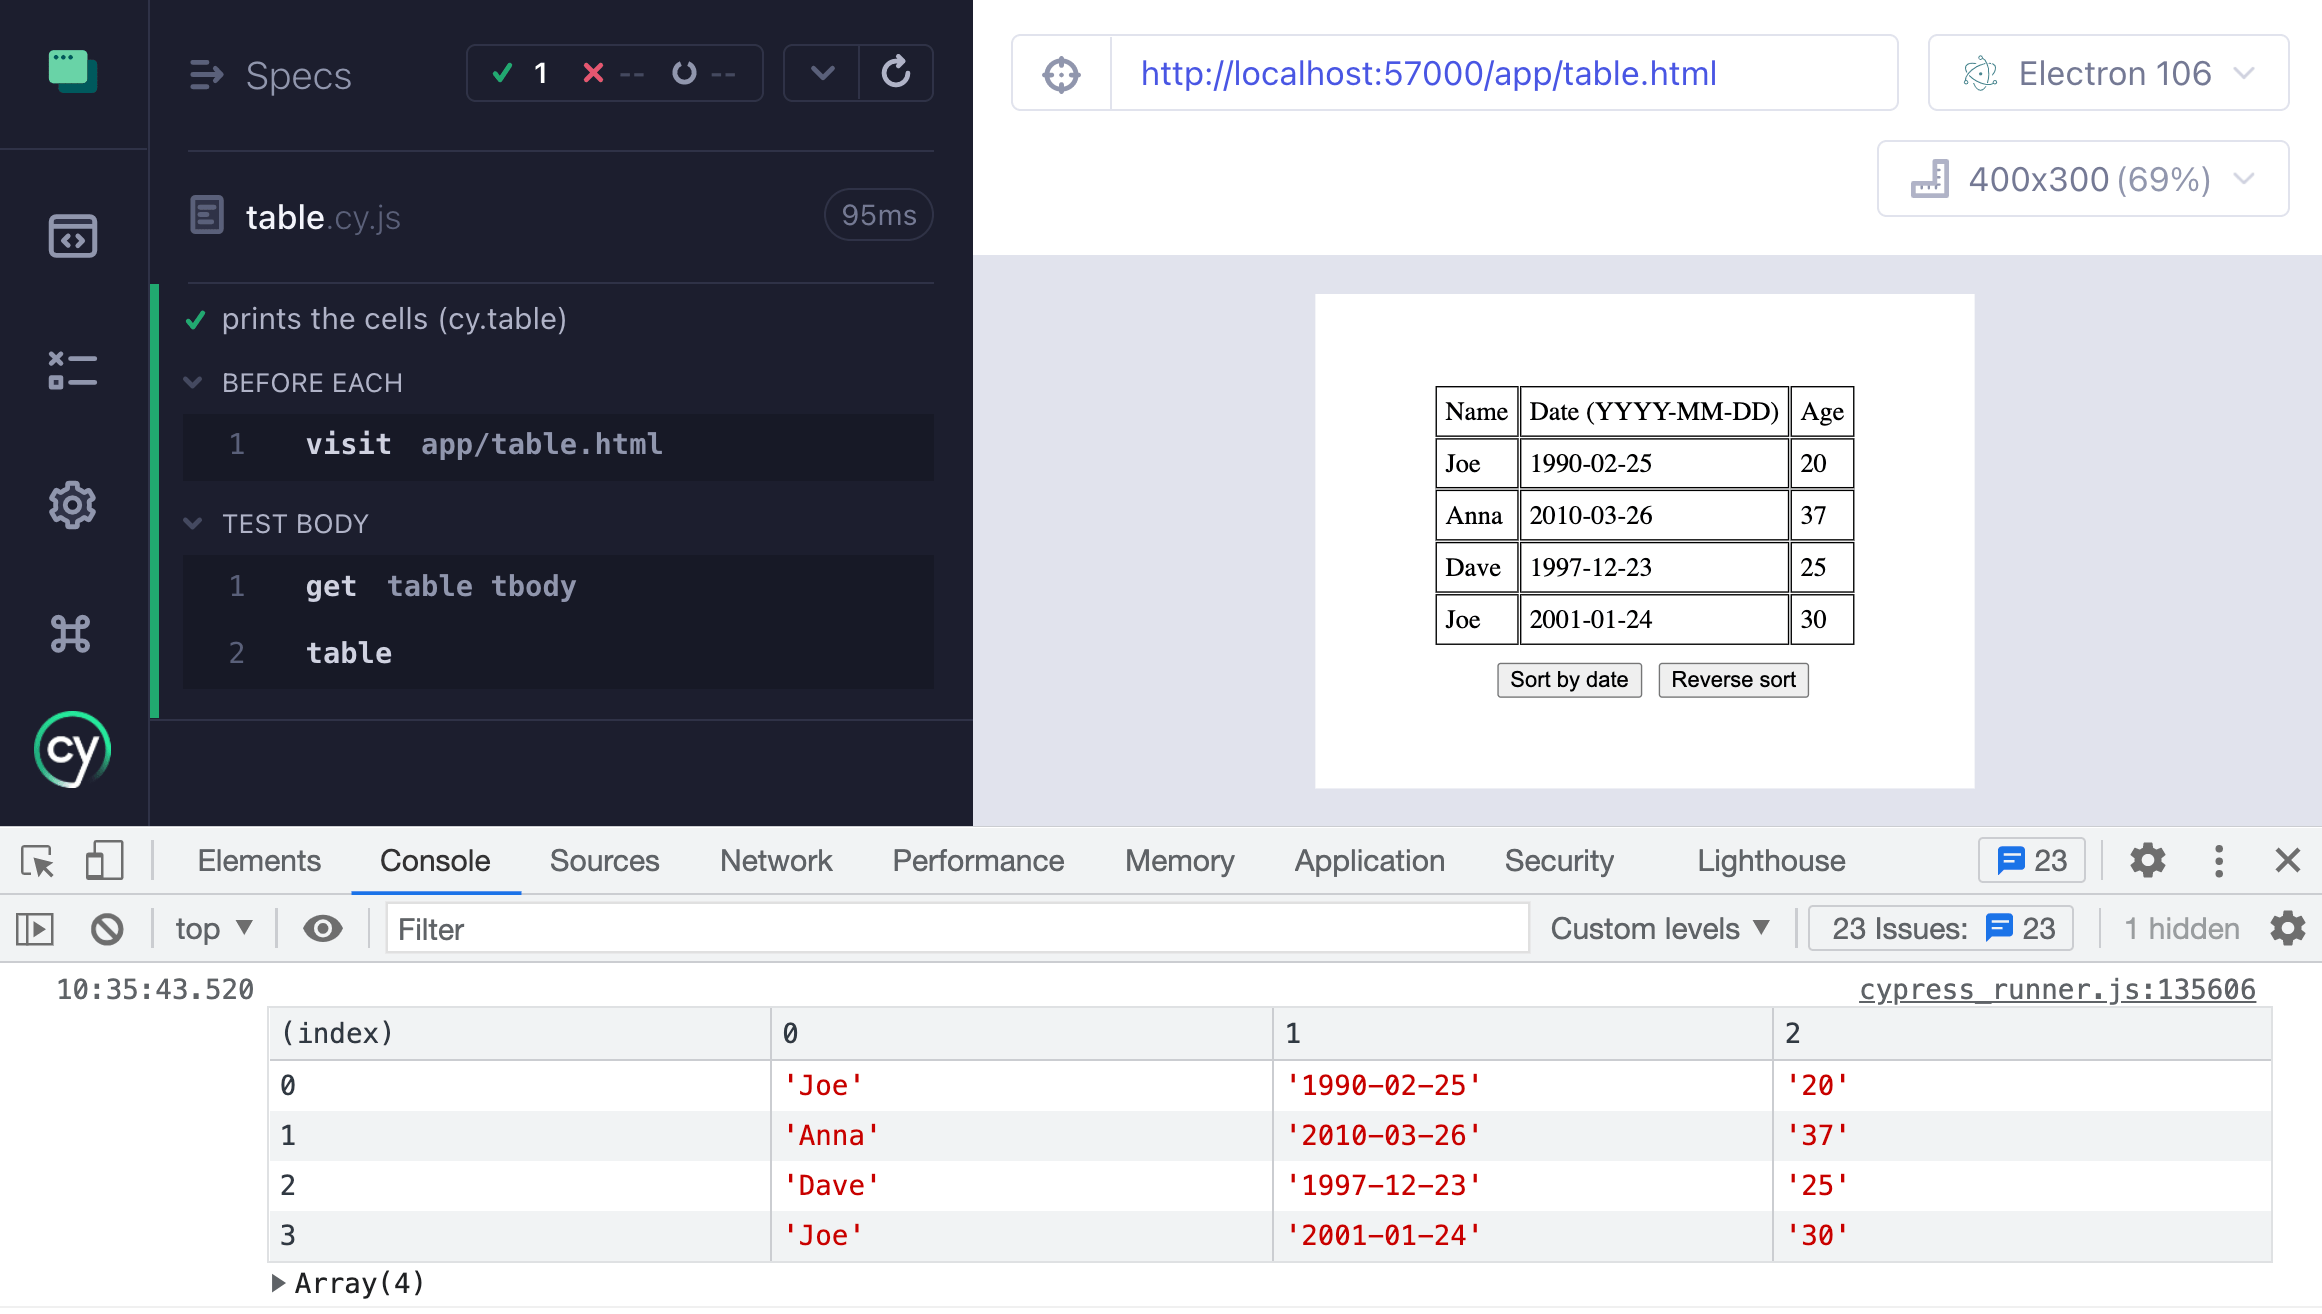 Specs 1 -- --
table.cy.js 95ms
prints the cells (cy.table)
BEFORE EACH
1 visit app/table.html
TEST BODY
1 get table tbody
2 table
cy
http://localhost:57000/app/table.html Electron 106
400x300 (69%)
Name Date (YYYY-MM-DD) Age
Joe 1990-02-25 20
Anna 2010-03-26 37
Dave 1997-12-23 25
Joe 2001-01-24 30
Sort by date Reverse sort
Elements Console Sources Network Performance Memory Application Security Lighthouse 23
top ▼ Filter Custom levels ▼ 23 Issues: 23 1 hidden
10:35:43.520 cypress_runner.js:135606
(index) 0 1 2
0 'Joe' '1990-02-25' '20'
1 'Anna' '2010-03-26' '37'
2 'Dave' '1997-12-23' '25'
3 'Joe' '2001-01-24' '30'
▶ Array(4)